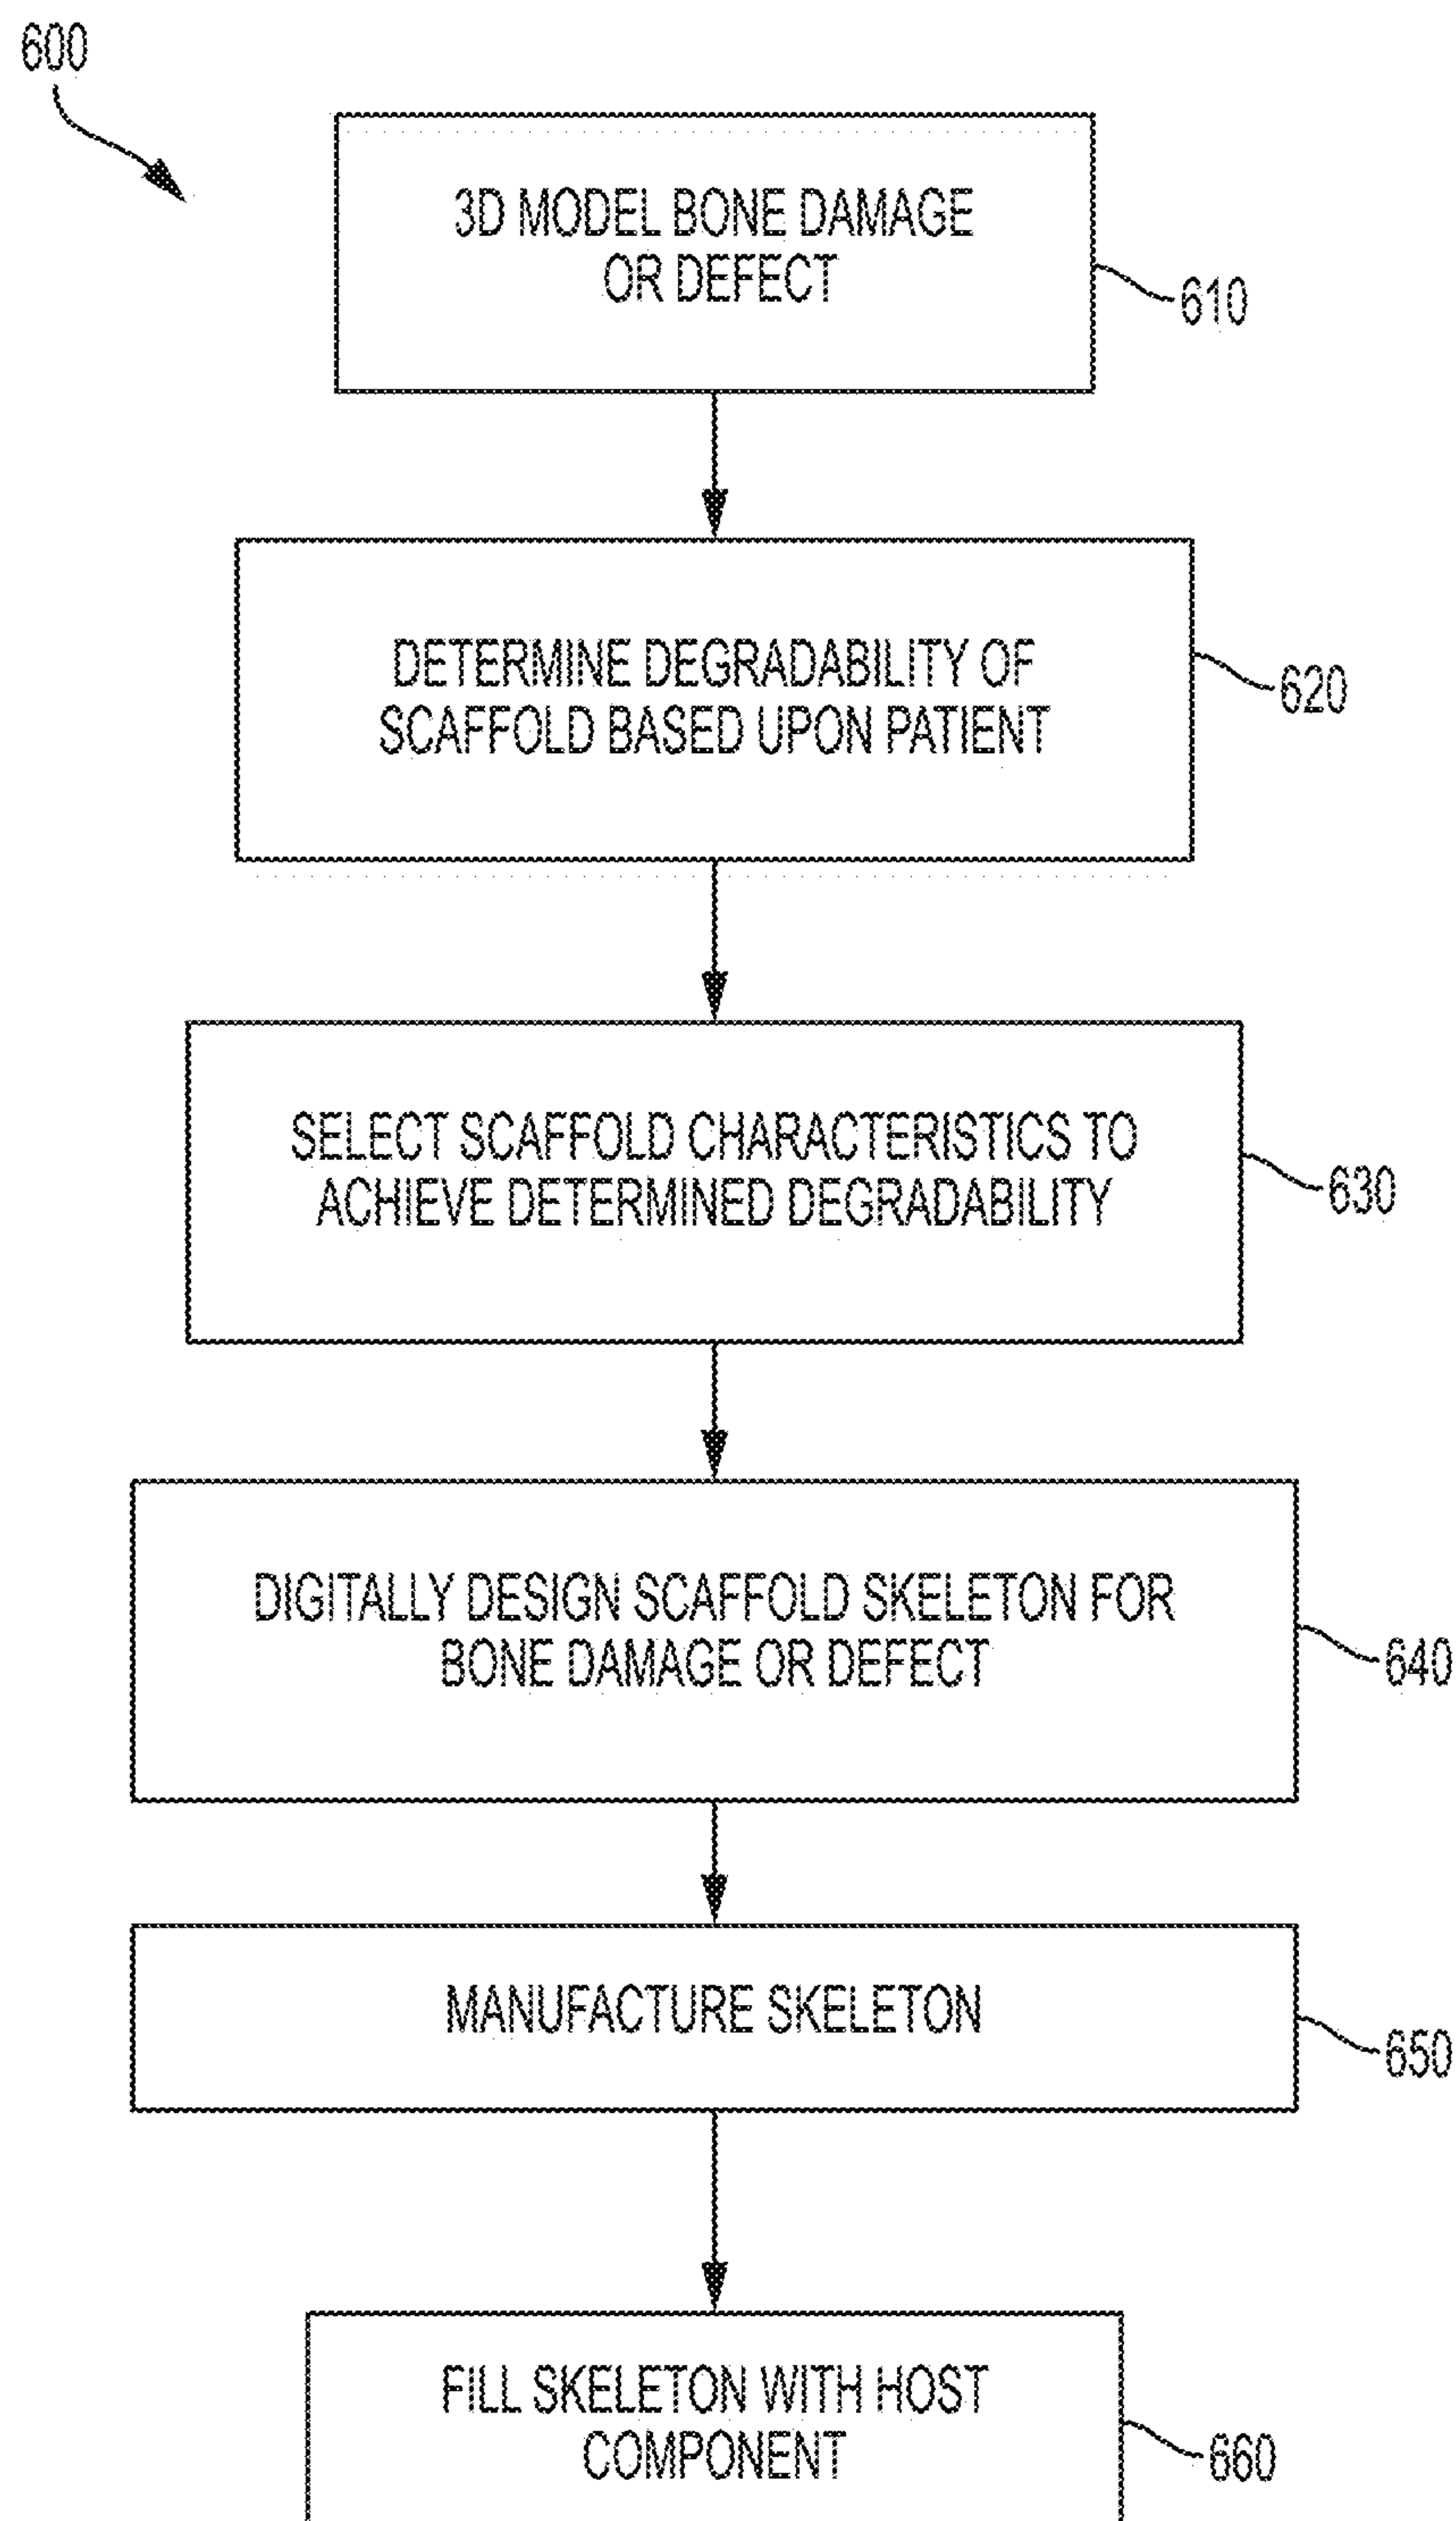 600
3D MODEL BONE DAMAGE
OR DEFECT
610
DETERMINE DEGRADABILITY OF
SCAFFOLD BASED UPON PATIENT
620
SELECT SCAFFOLD CHARACTERISTICS TO
ACHIEVE DETERMINED DEGRADABILITY
630
DIGITALLY DESIGN SCAFFOLD SKELETON FOR
BONE DAMAGE OR DEFECT
640
MANUFACTURE SKELETON
650
FILL SKELETON WITH HOST
COMPONENT
660